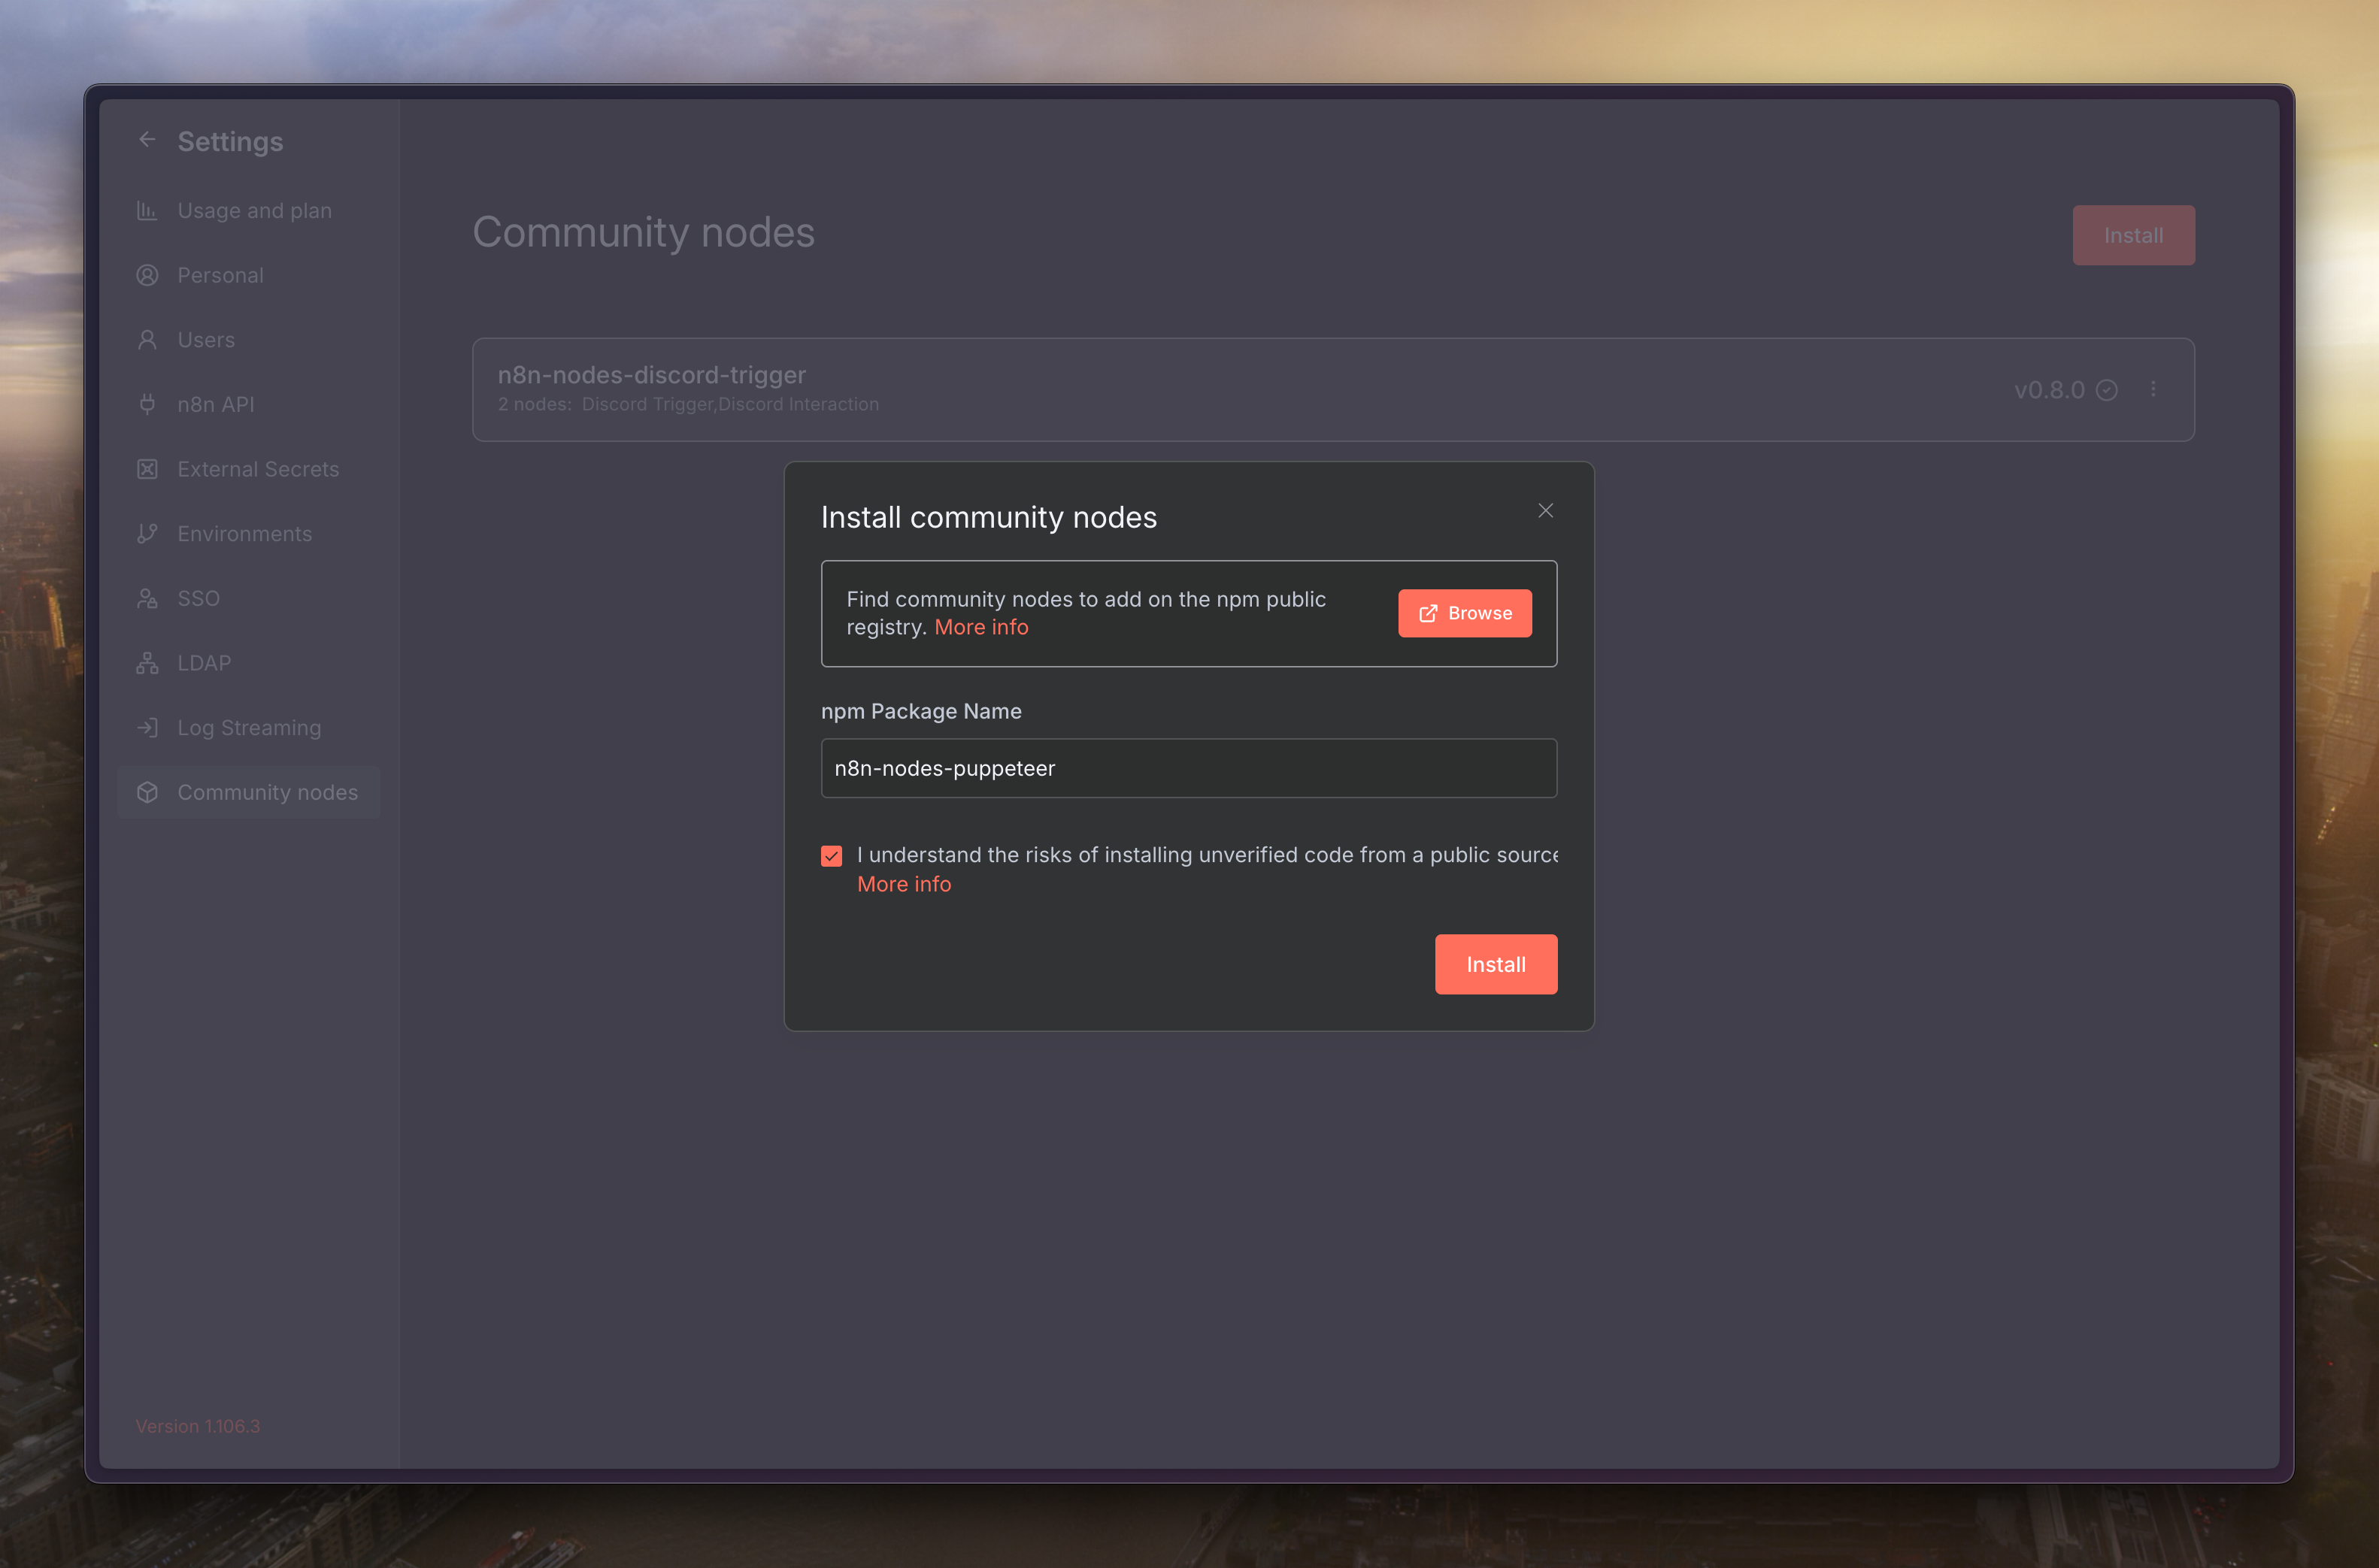 Settings
Usage and plan
Personal
Users
n8n API
External Secrets
Environments
SSO
LDAP
Log Streaming
Community nodes
Version 1.106.3
Community nodes
Install
n8n-nodes-discord-trigger
2 nodes: Discord Trigger,Discord Interaction
v0.8.0
Install community nodes
Find community nodes to add on the npm public
registry. More info
Browse
npm Package Name
n8n-nodes-puppeteer
I understand the risks of installing unverified code from a public source
More info
Install